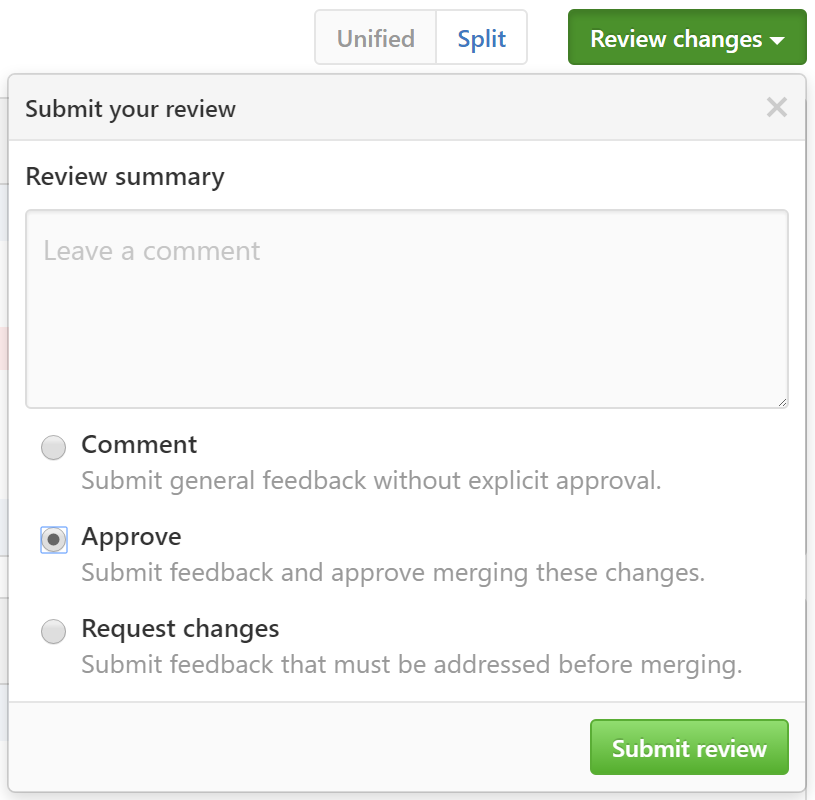 Unified Split Review changes
Submit your review
Review summary
Leave a comment
Comment
Submit general feedback without explicit approval.
Approve
Submit feedback and approve merging these changes.
Request changes
Submit feedback that must be addressed before merging.
Submit review